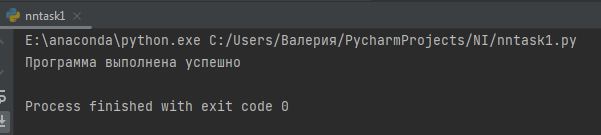 nntask1
E:\anaconda\python.exe C:/Users/Валерия/PycharmProjects/NI/nntask1.py
Программа выполнена успешно
Process finished with exit code 0